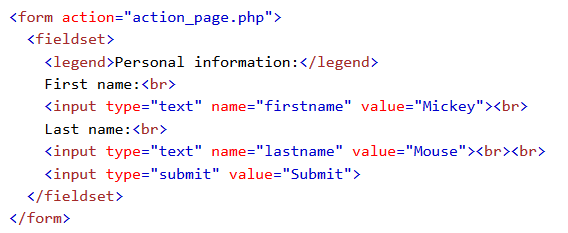 <form action="action_page.php">
<fieldset>
<legend>Personal information:</legend>
First name:<br>
<input type="text" name="firstname" value="Mickey"><br>
Last name:<br>
<input type="text" name="lastname" value="Mouse"><br><br>
<input type="submit" value="Submit">
</fieldset>
</form>